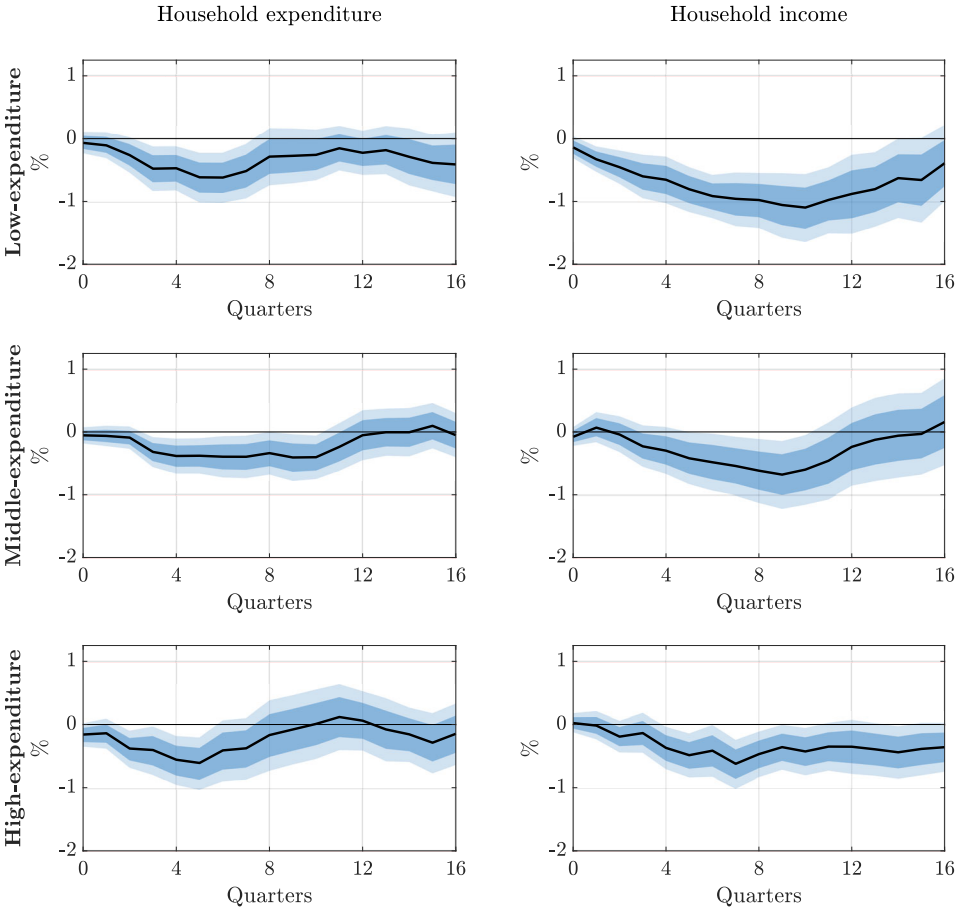 Household expenditure
Household income
Low-expenditure
%
1
0
-1
-2
0 4 8 12 16
Quarters
%
1
0
-1
-2
0 4 8 12 16
Quarters
Middle-expenditure
%
1
0
-1
-2
0 4 8 12 16
Quarters
%
1
0
-1
-2
0 4 8 12 16
Quarters
High-expenditure
%
1
0
-1
-2
0 4 8 12 16
Quarters
%
1
0
-1
-2
0 4 8 12 16
Quarters